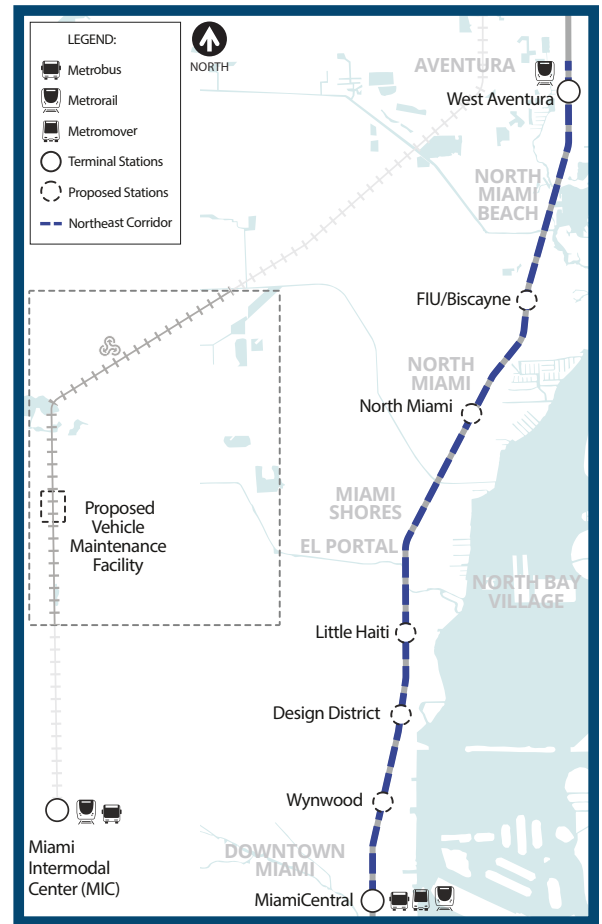 LEGEND:
Metrobus
Metrorail
Metromover
Terminal Stations
Proposed Stations
Northeast Corridor
NORTH
AVENTURA
West Aventura
NORTH
MIAMI
BEACH
FIU/Biscayne
NORTH
MIAMI
North Miami
MIAMI
SHORES
EL PORTAL
NORTH BAY
VILLAGE
Proposed
Vehicle
Maintenance
Facility
Little Haiti
Design District
Wynwood
Miami
Intermodal
Center (MIC)
DOWNTOWN
MIAMI
MiamiCentral